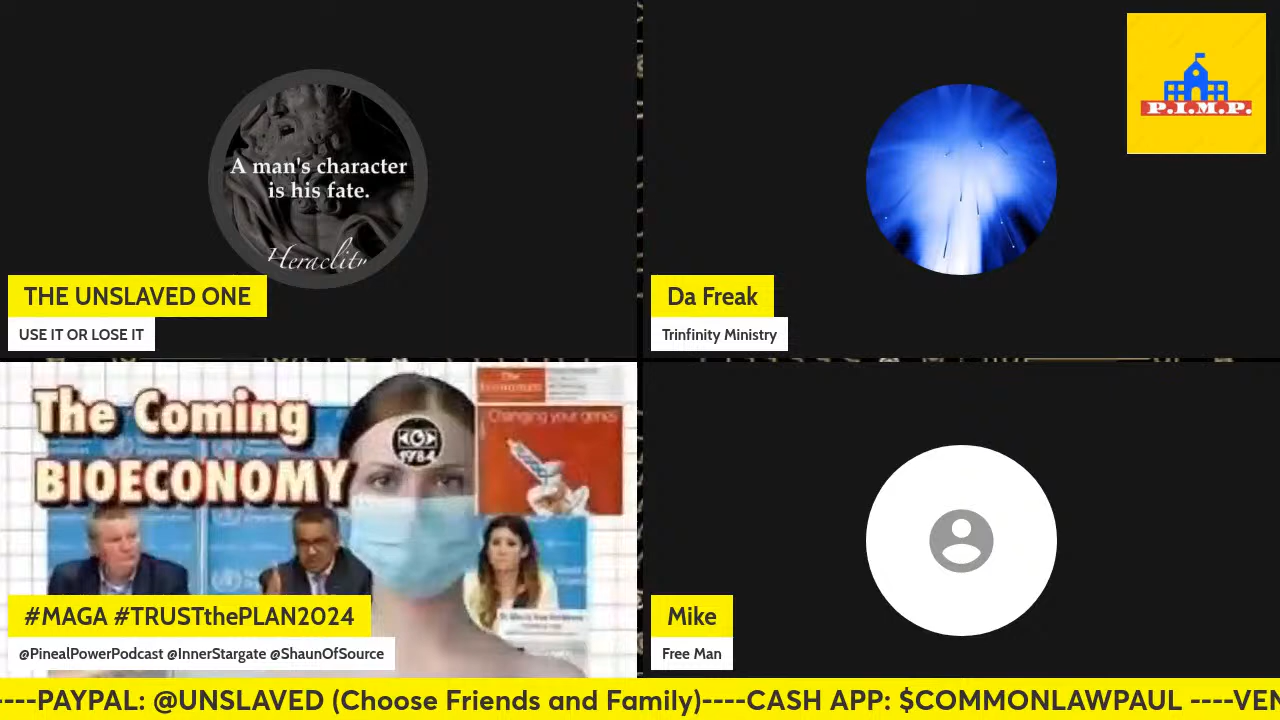 A man's character
is his fate.
THE UNSLAVED ONE
USE IT OR LOSE IT
P.I.M.P.
Da Freak
Trinfinity Ministry
The Coming
BIOECONOMY
1984
The
Economist
Changing your genes
#MAGA #TRUSTthePLAN2024
@PinealPowerPodcast @InnerStargate @ShaunOfSource
Mike
Free Man
----PAYPAL: @UNSLAVED (Choose Friends and Family)----CASH APP: $COMMONLAWPAUL ----VEN